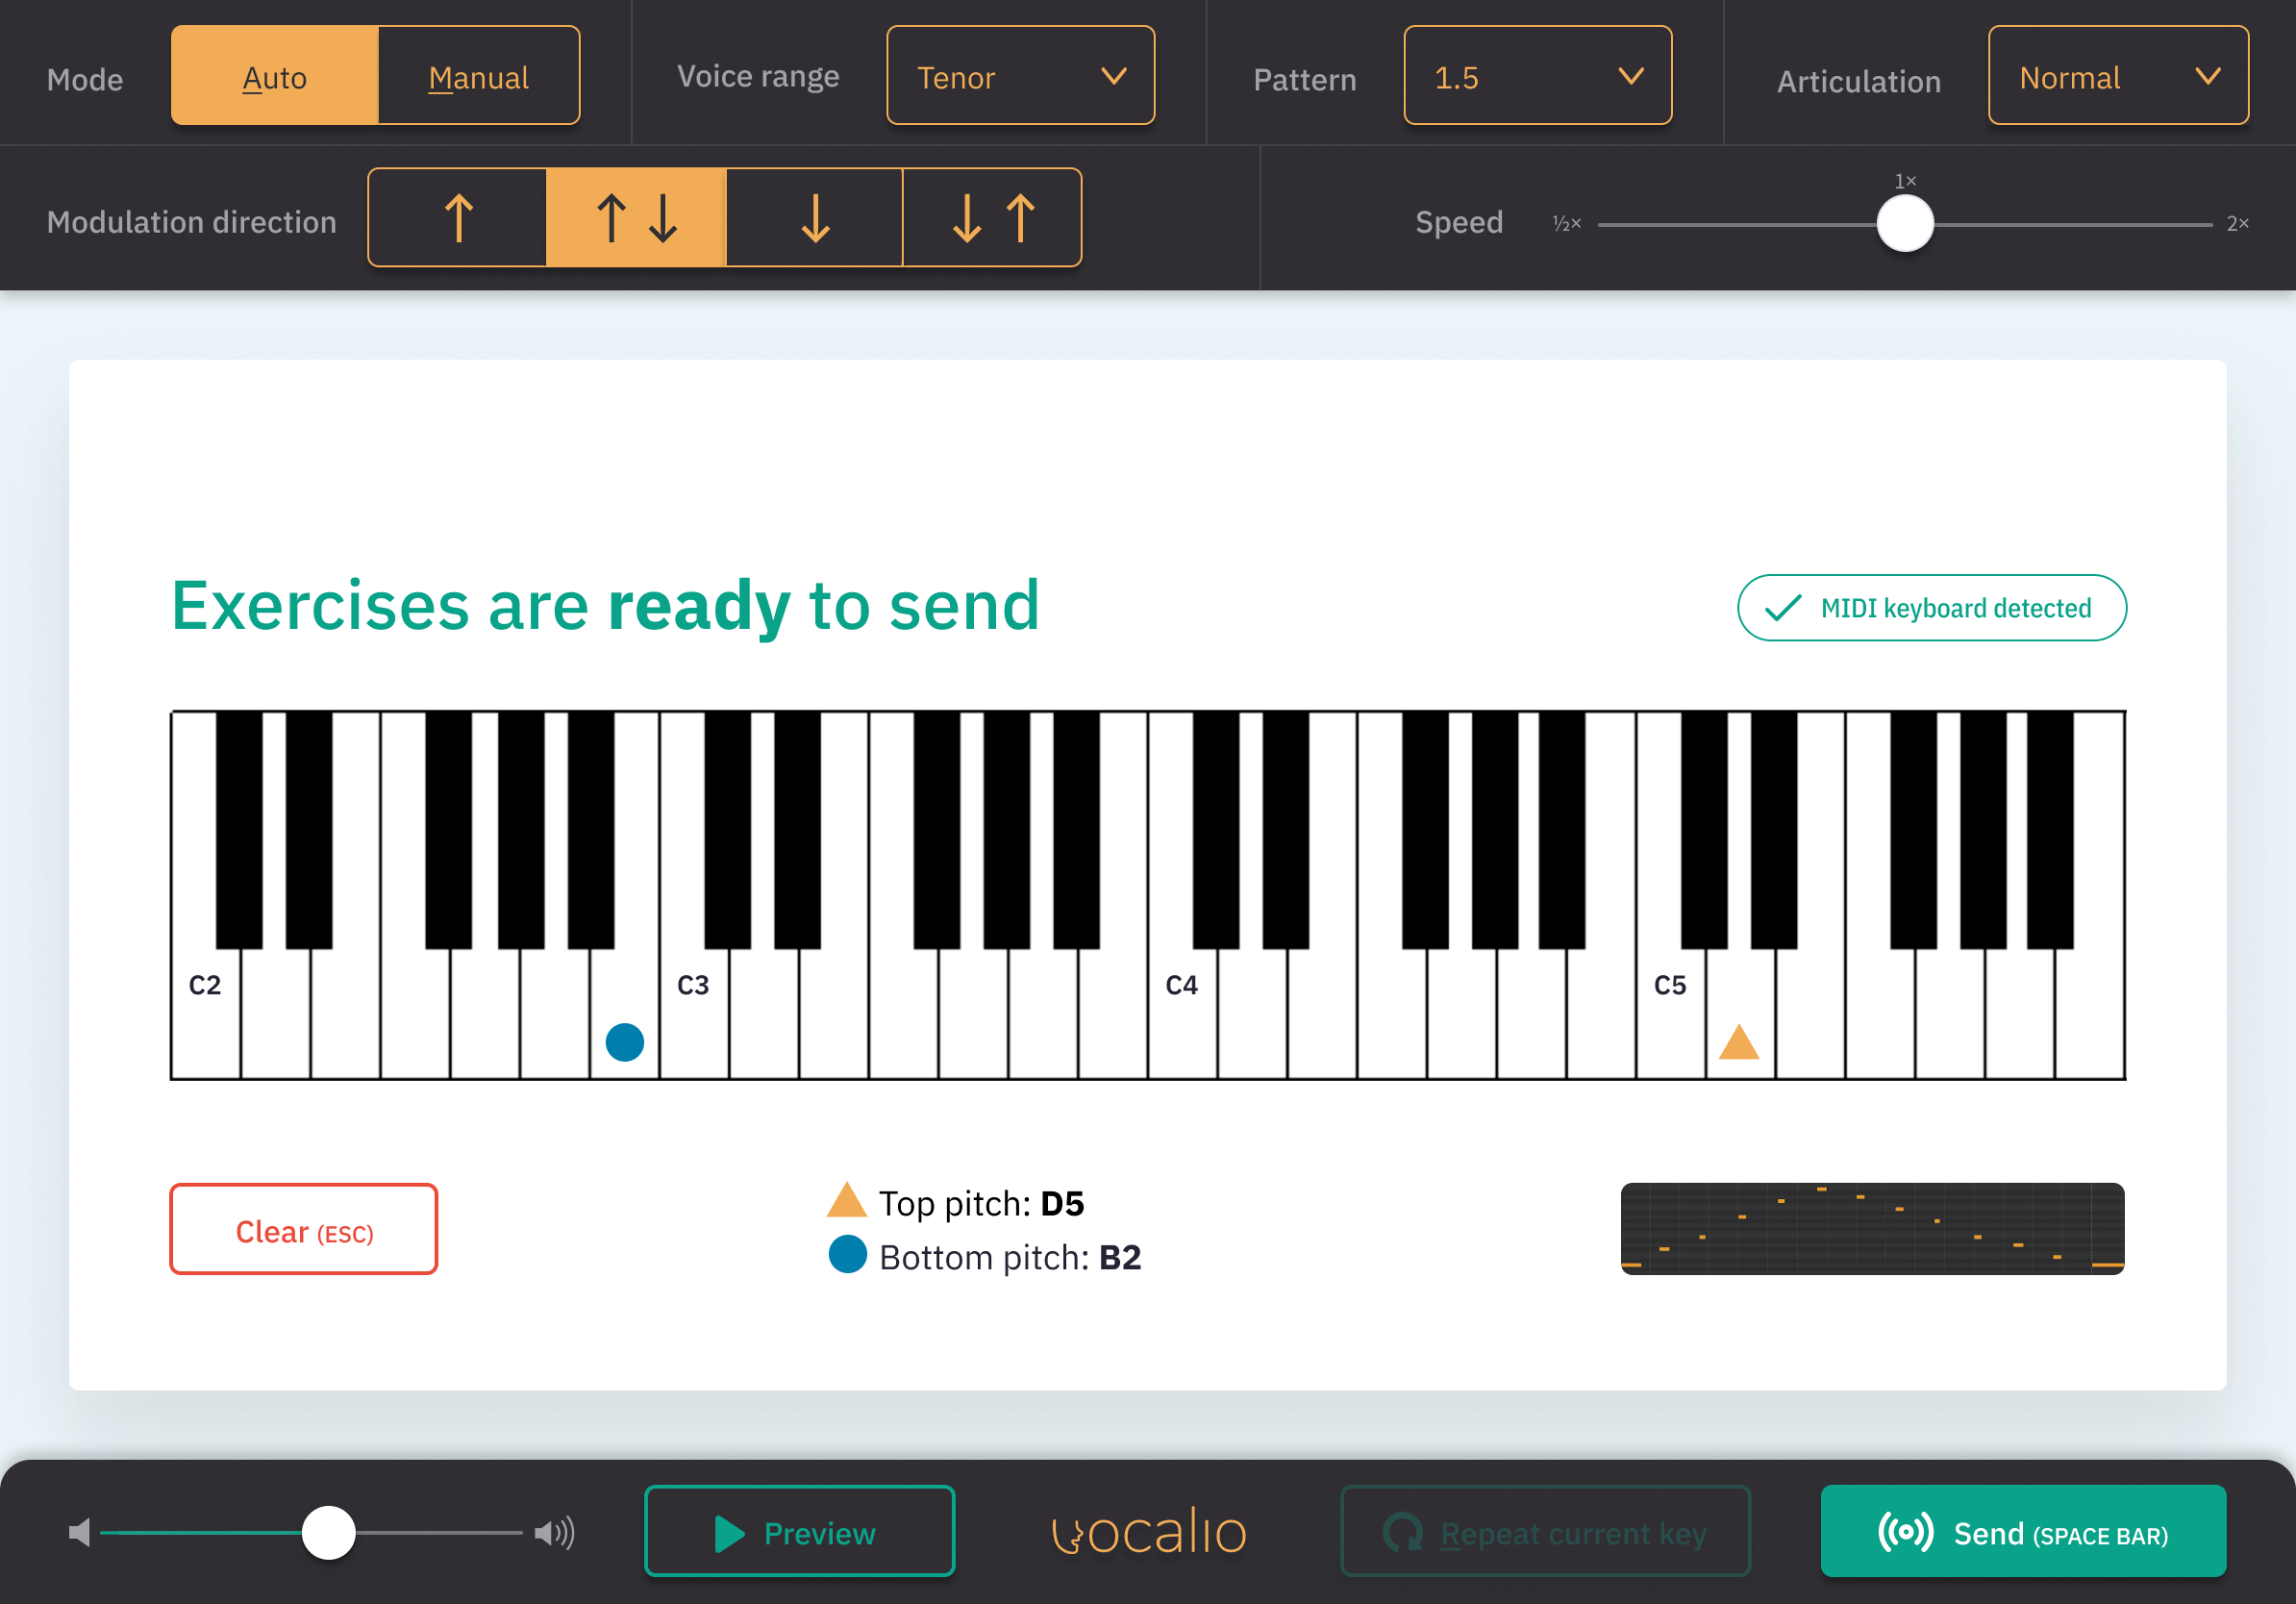 Mode
Auto
Manual
Voice range
Tenor
Pattern
1.5
Articulation
Normal
Modulation direction
Speed
½×
1×
2×
Exercises are ready to send
MIDI keyboard detected
C2
C3
C4
C5
Clear (ESC)
Top pitch: D5
Bottom pitch: B2
Preview
vocalio
Repeat current key
Send (SPACE BAR)